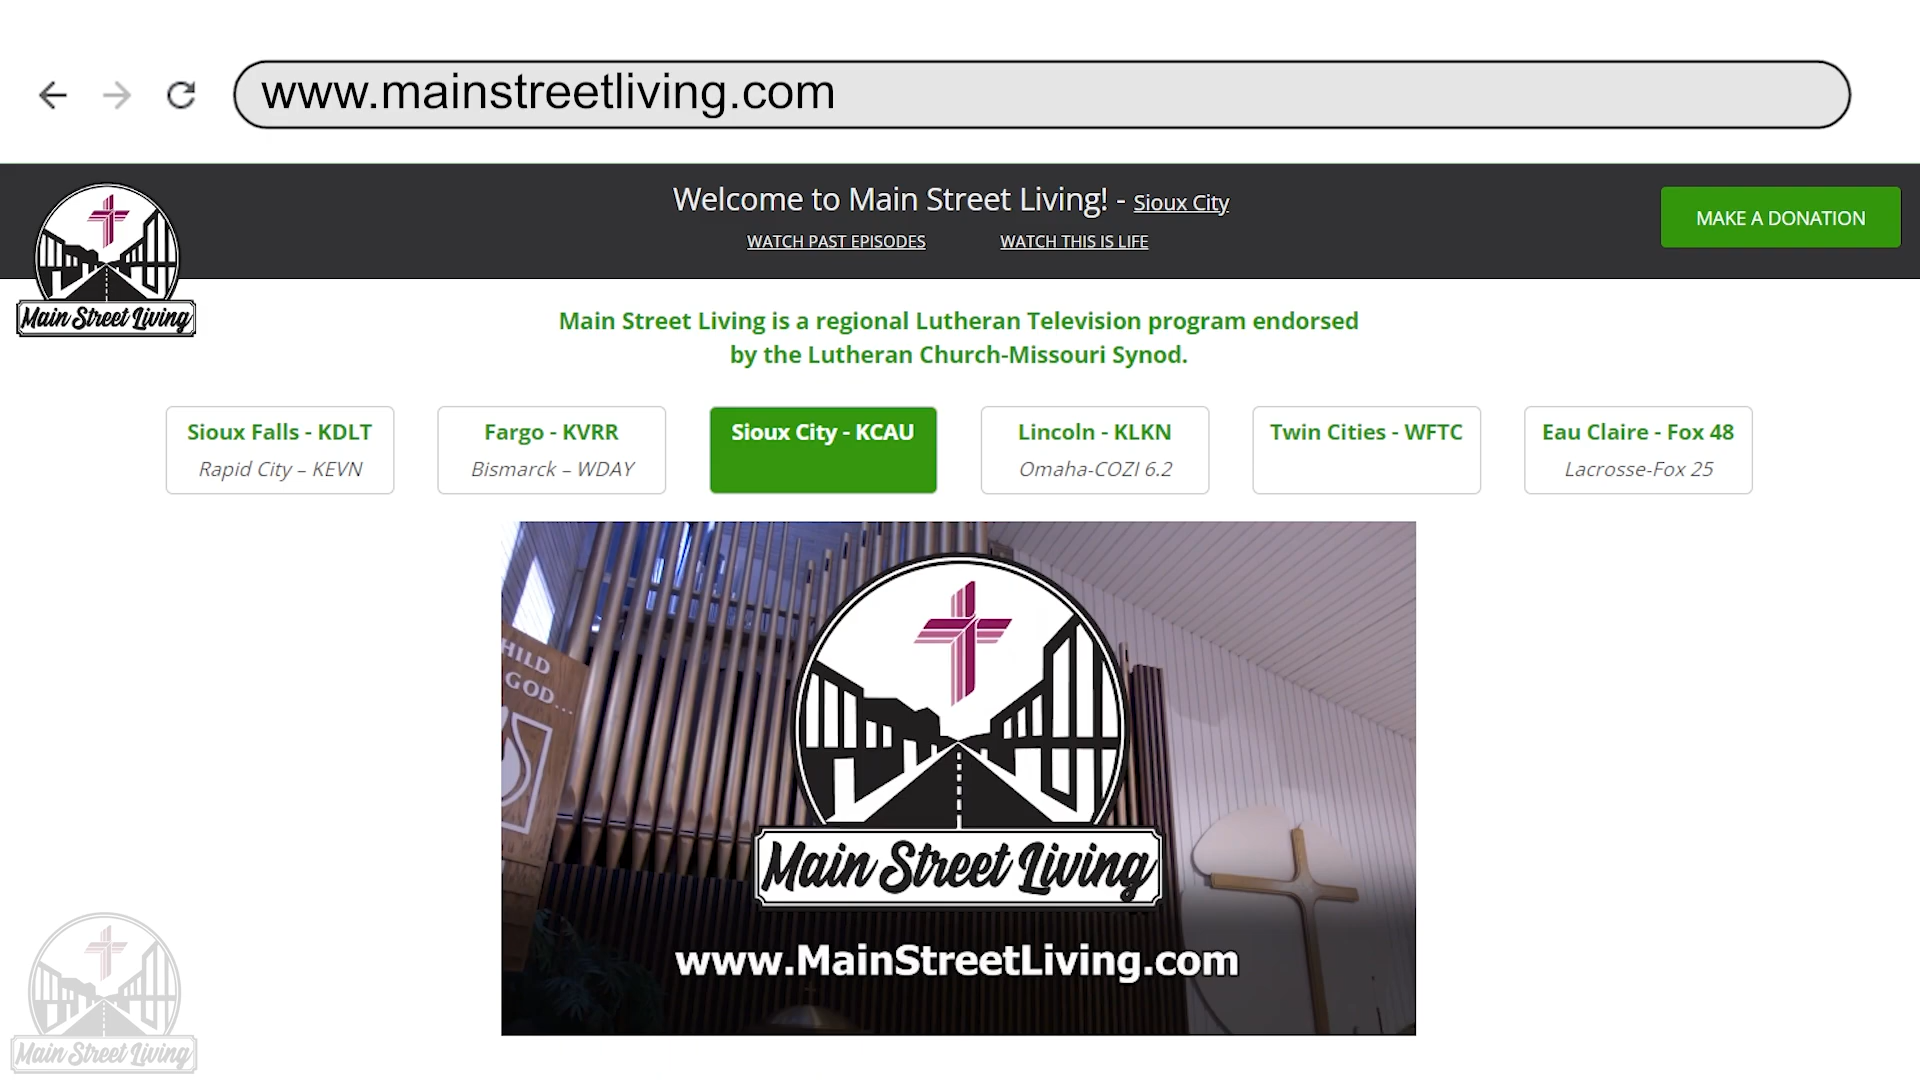 www.mainstreetliving.com
Welcome to Main Street Living! - Sioux City
WATCH PAST EPISODES WATCH THIS IS LIFE
MAKE A DONATION
Main Street Living
Main Street Living is a regional Lutheran Television program endorsed
by the Lutheran Church-Missouri Synod.
Sioux Falls - KDLT
Rapid City – KEVN
Fargo - KVRR
Bismarck – WDAY
Sioux City - KCAU
Lincoln - KLKN
Omaha-COZI 6.2
Twin Cities - WFTC
Eau Claire - Fox 48
Lacrosse-Fox 25
HILD
GOD...
Main Street Living
www.MainStreetLiving.com
Main Street Living